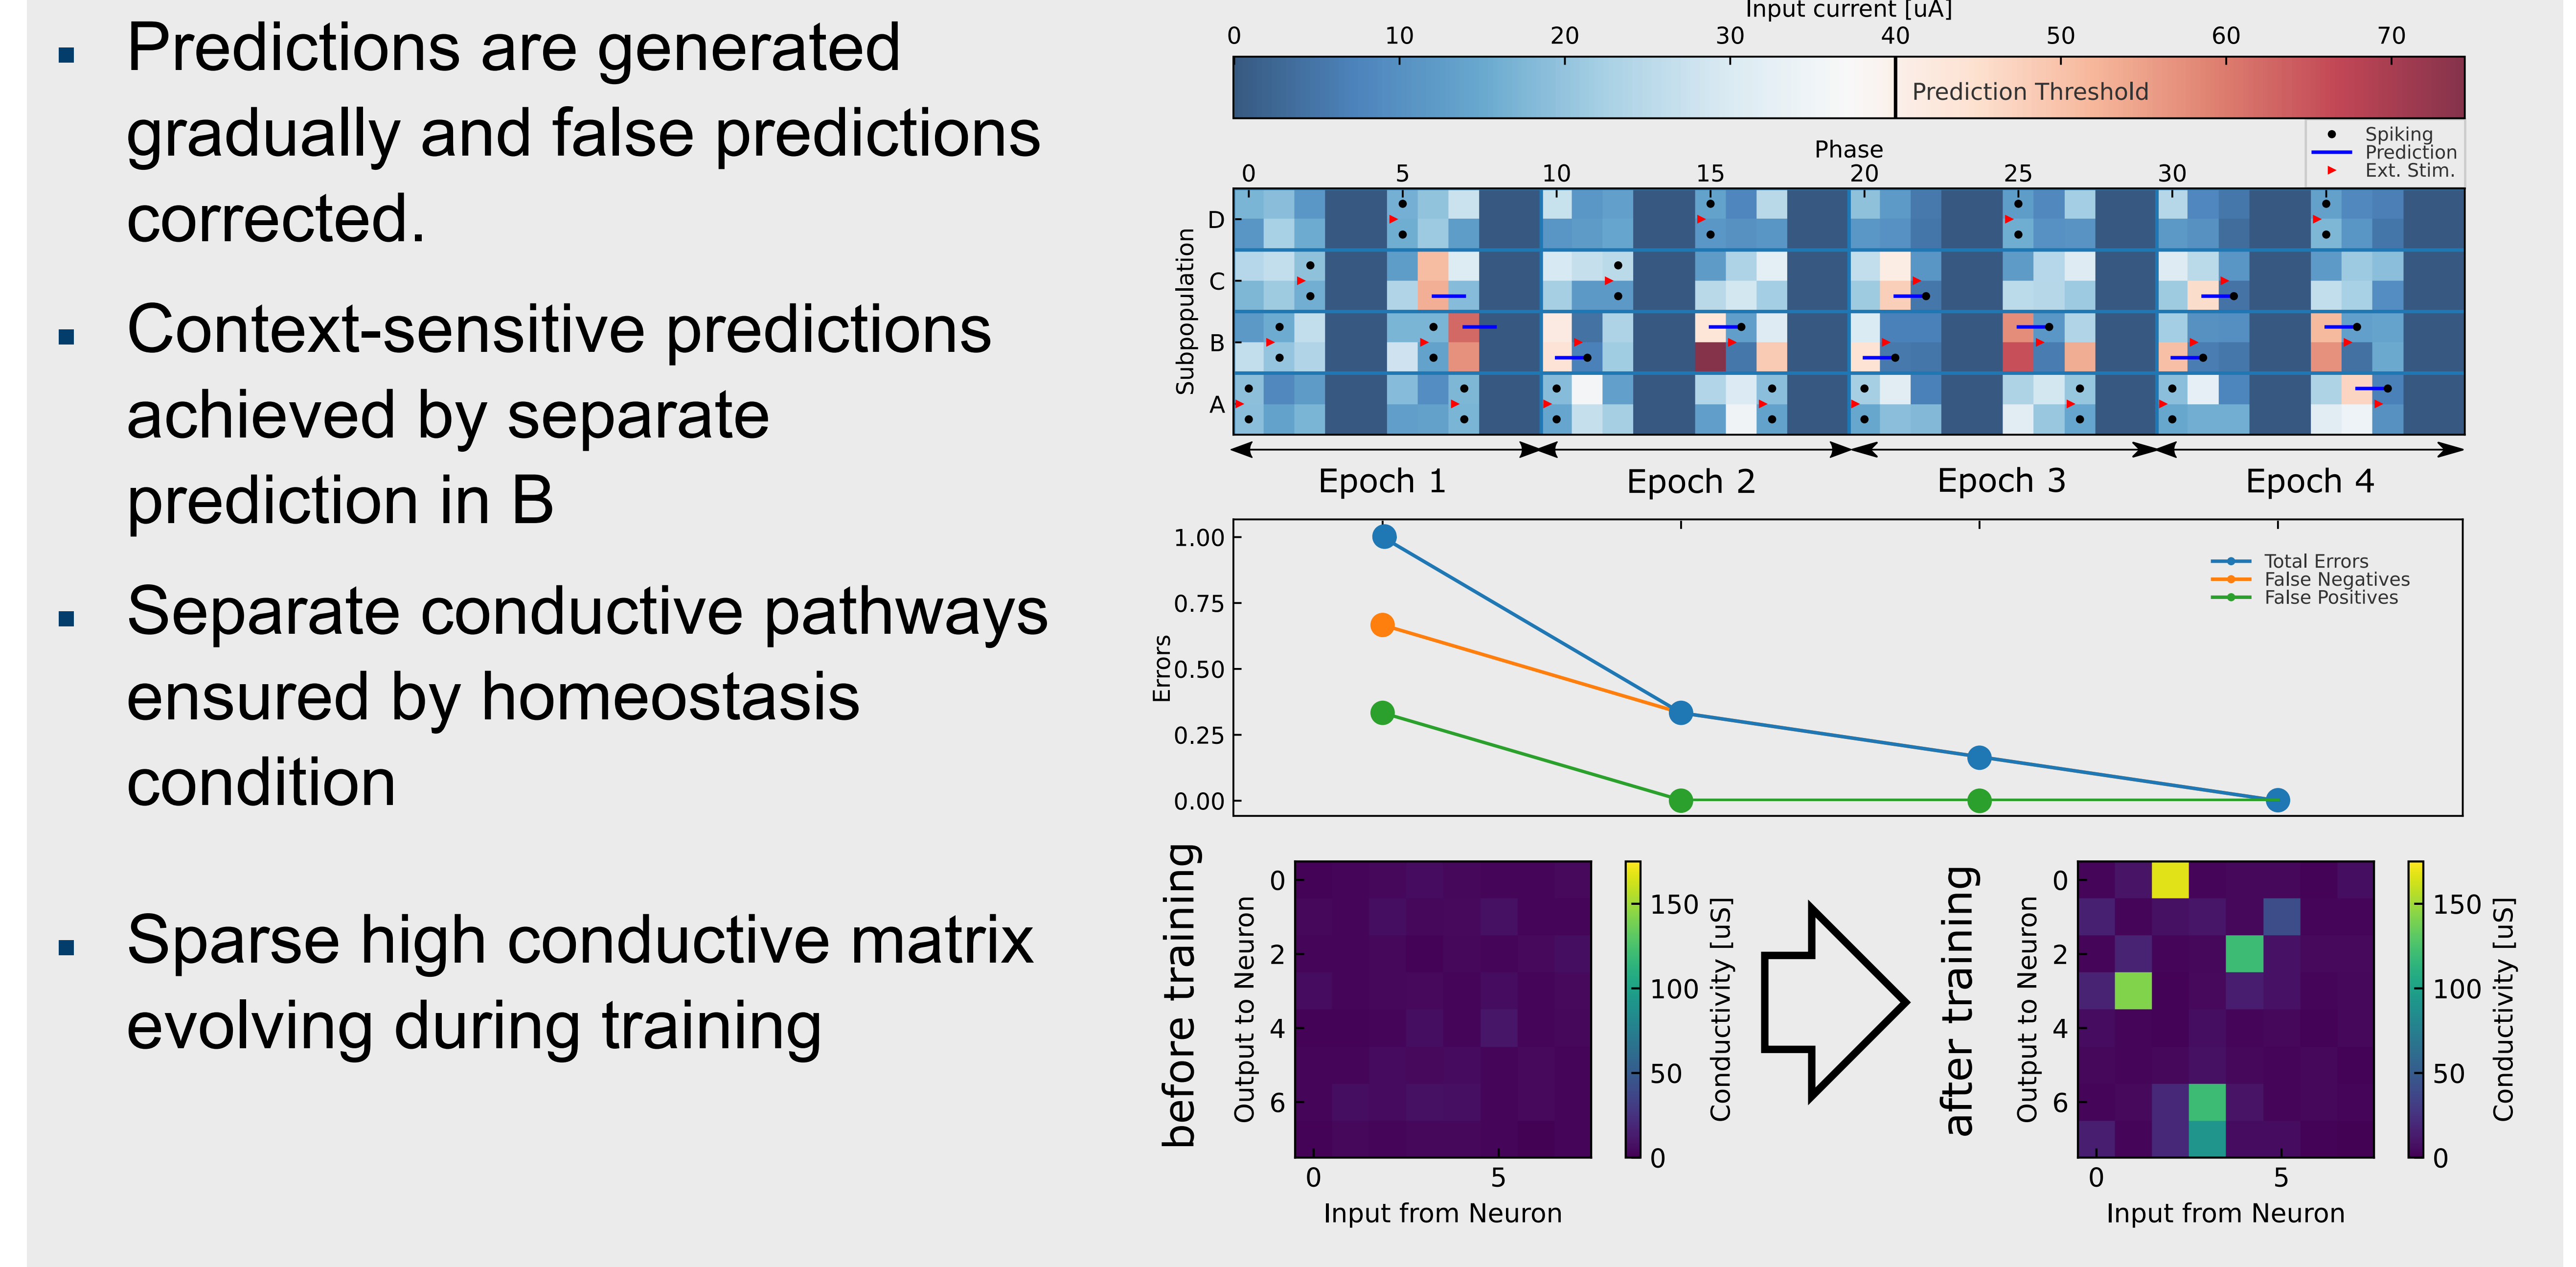 Predictions are generated
gradually and false predictions
corrected.
Context-sensitive predictions
achieved by separate
prediction in B
Separate conductive pathways
ensured by homeostasis
condition
Sparse high conductive matrix
evolving during training
Input current [uA]
0 10 20 30 40 50 60 70
Prediction Threshold
Spiking
Prediction
Ext. Stim.
Phase
0 5 10 15 20 25 30
Subpopulation
D
C
B
A
Epoch 1 Epoch 2 Epoch 3 Epoch 4
Errors
1.00
0.75
0.50
0.25
0.00
Total Errors
False Negatives
False Positives
before training
Output to Neuron
0
2
4
6
0 5
Input from Neuron
150
100
50
0
Conductivity [uS]
after training
Output to Neuron
0
2
4
6
0 5
Input from Neuron
150
100
50
0
Conductivity [uS]